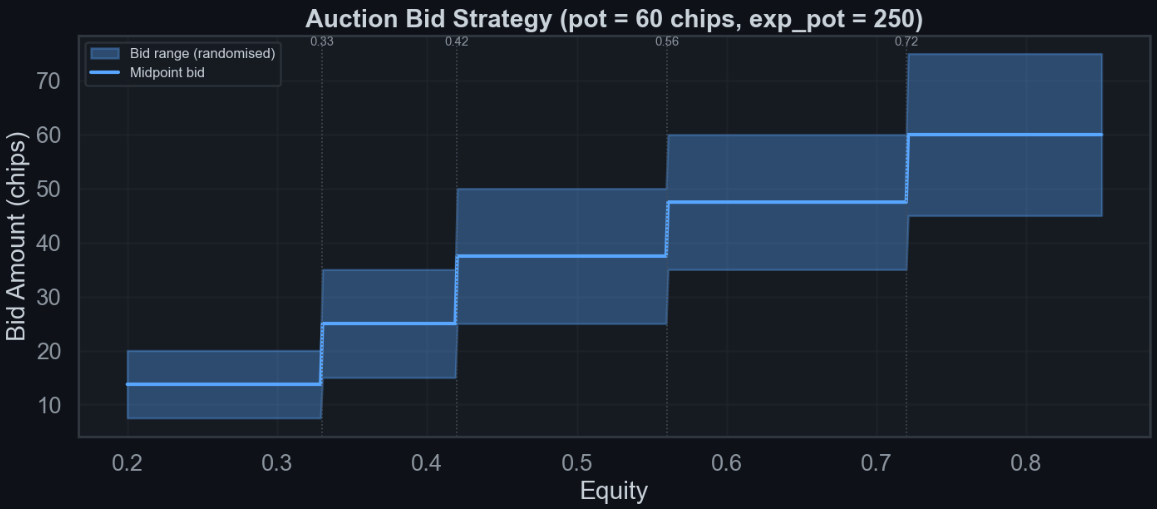 Auction Bid Strategy (pot = 60 chips, exp_pot = 250)
0.33 0.42 0.56 0.72
Bid range (randomised)
Midpoint bid
Bid Amount (chips)
70
60
50
40
30
20
10
0.2 0.3 0.4 0.5 0.6 0.7 0.8
Equity